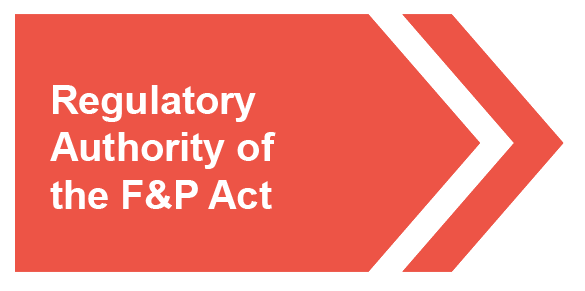 Regulatory
Authority of
the F&P Act